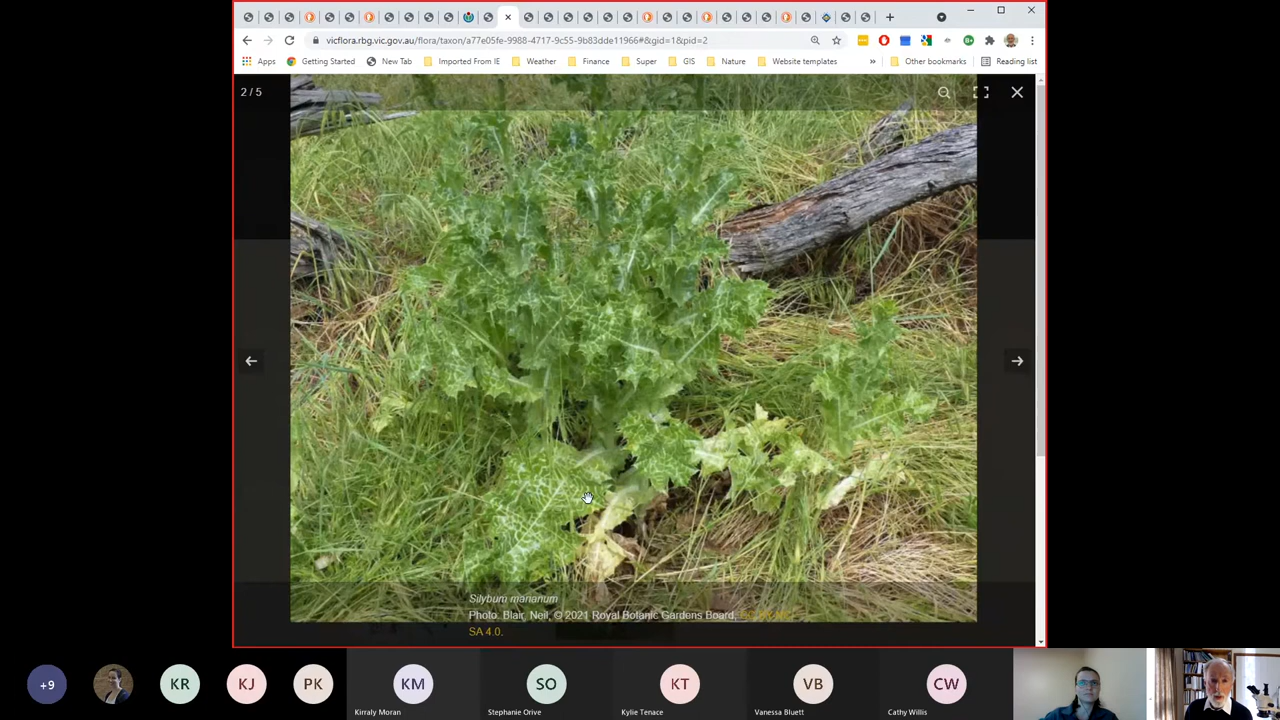 vicflora.rbg.vic.gov.au/flora/taxon/a77e05fe-9988-4717-9c55-9b83dde11966#&gid=1&pid=2
Apps Getting Started New Tab Imported From IE Weather Finance Super GIS Nature Website templates » Other bookmarks Reading list
2 / 5
Silybum marianum
Photo. Blair, Neil, © 2021 Royal Botanic Gardens Board,
SA 4.0.
+9 KR KJ PK KM SO KT VB CW
Kirraly Moran Stephanie Orive Kylie Tenace Vanessa Bluett Cathy Willis